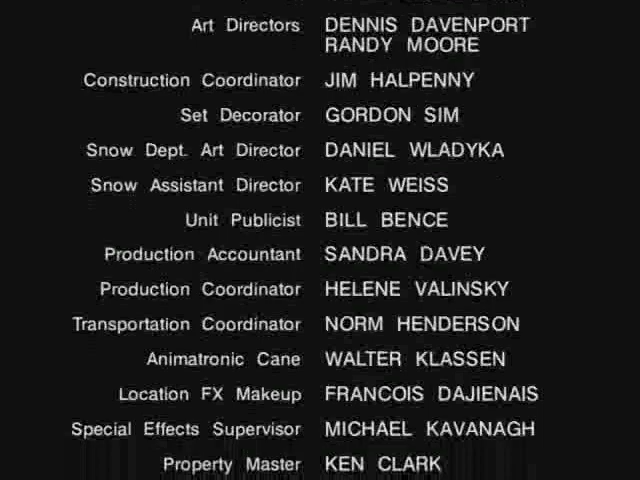 Art Directors DENNIS DAVENPORT
RANDY MOORE
Construction Coordinator JIM HALPENNY
Set Decorator GORDON SIM
Snow Dept. Art Director DANIEL WLADYKA
Snow Assistant Director KATE WEISS
Unit Publicist BILL BENCE
Production Accountant SANDRA DAVEY
Production Coordinator HELENE VALINSKY
Transportation Coordinator NORM HENDERSON
Animatronic Cane WALTER KLASSEN
Location FX Makeup FRANCOIS DAJIENAIS
Special Effects Supervisor MICHAEL KAVANAGH
Property Master KEN CLARK